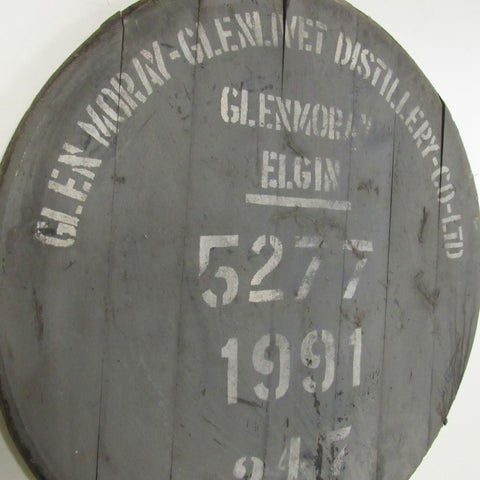 GLEN-MORAY-GLENLIVET DISTILLERY-CO-LTD
GLENMORAY
ELGIN
5277
1991